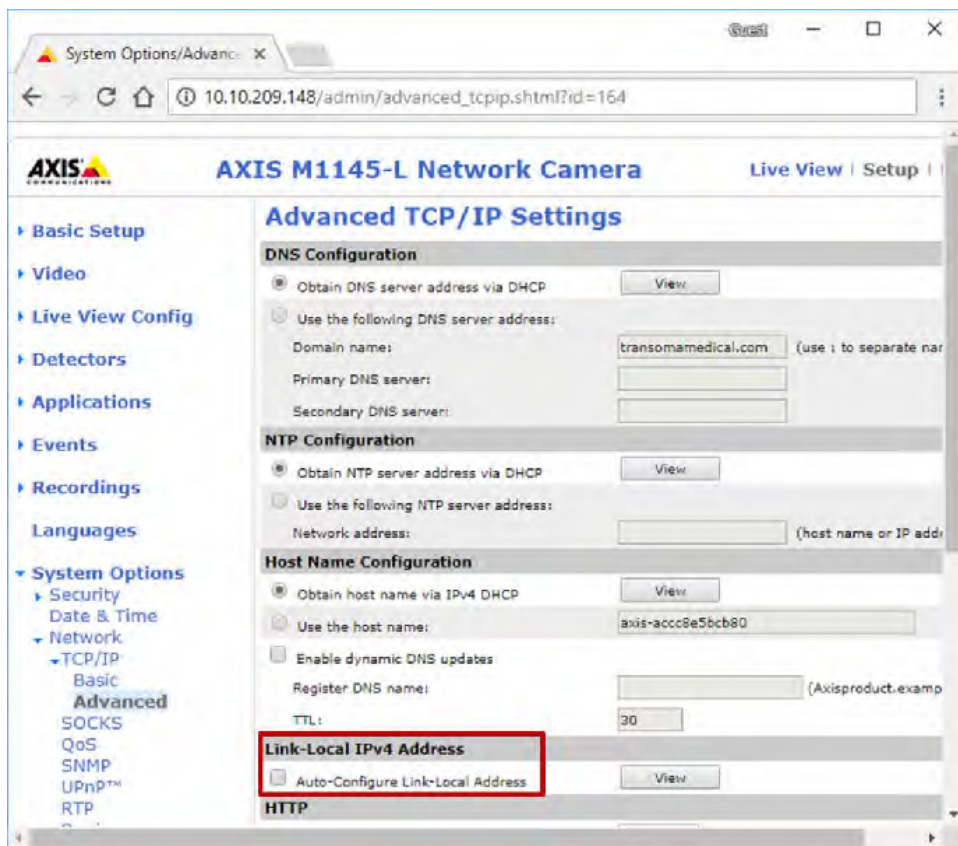 Guest
System Options/Advance
10.10.209.148/admin/advanced_tcpip.shtml?id=164
AXIS
COMMUNICATIONS
AXIS M1145-L Network Camera
Live View | Setup |
Basic Setup
Video
Live View Config
Detectors
Applications
Events
Recordings
Languages
System Options
Security
Date & Time
Network
TCP/IP
Basic
Advanced
SOCKS
QoS
SNMP
UPnP™
RTP
Advanced TCP/IP Settings
DNS Configuration
Obtain DNS server address via DHCP View
Use the following DNS server address:
Domain name: transomamedical.com (use ; to separate nar
Primary DNS server:
Secondary DNS server:
NTP Configuration
Obtain NTP server address via DHCP View
Use the following NTP server address:
Network address: (host name or IP addr
Host Name Configuration
Obtain host name via IPv4 DHCP View
Use the host name: axis-accc8e5bcb80
Enable dynamic DNS updates
Register DNS name: (Axisproduct.examp
TTL: 30
Link-Local IPv4 Address
Auto-Configure Link-Local Address View
HTTP